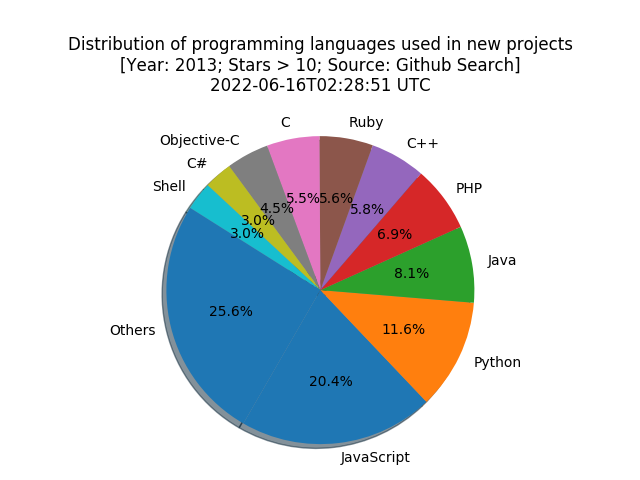 Distribution of programming languages used in new projects
[Year: 2013; Stars > 10; Source: Github Search]
2022-06-16T02:28:51 UTC
C
Ruby
Objective-C
C++
C#
PHP
Shell
5.5%
5.6%
4.5%
5.8%
3.0%
3.0%
6.9%
Java
8.1%
25.6%
Others
11.6%
Python
20.4%
JavaScript